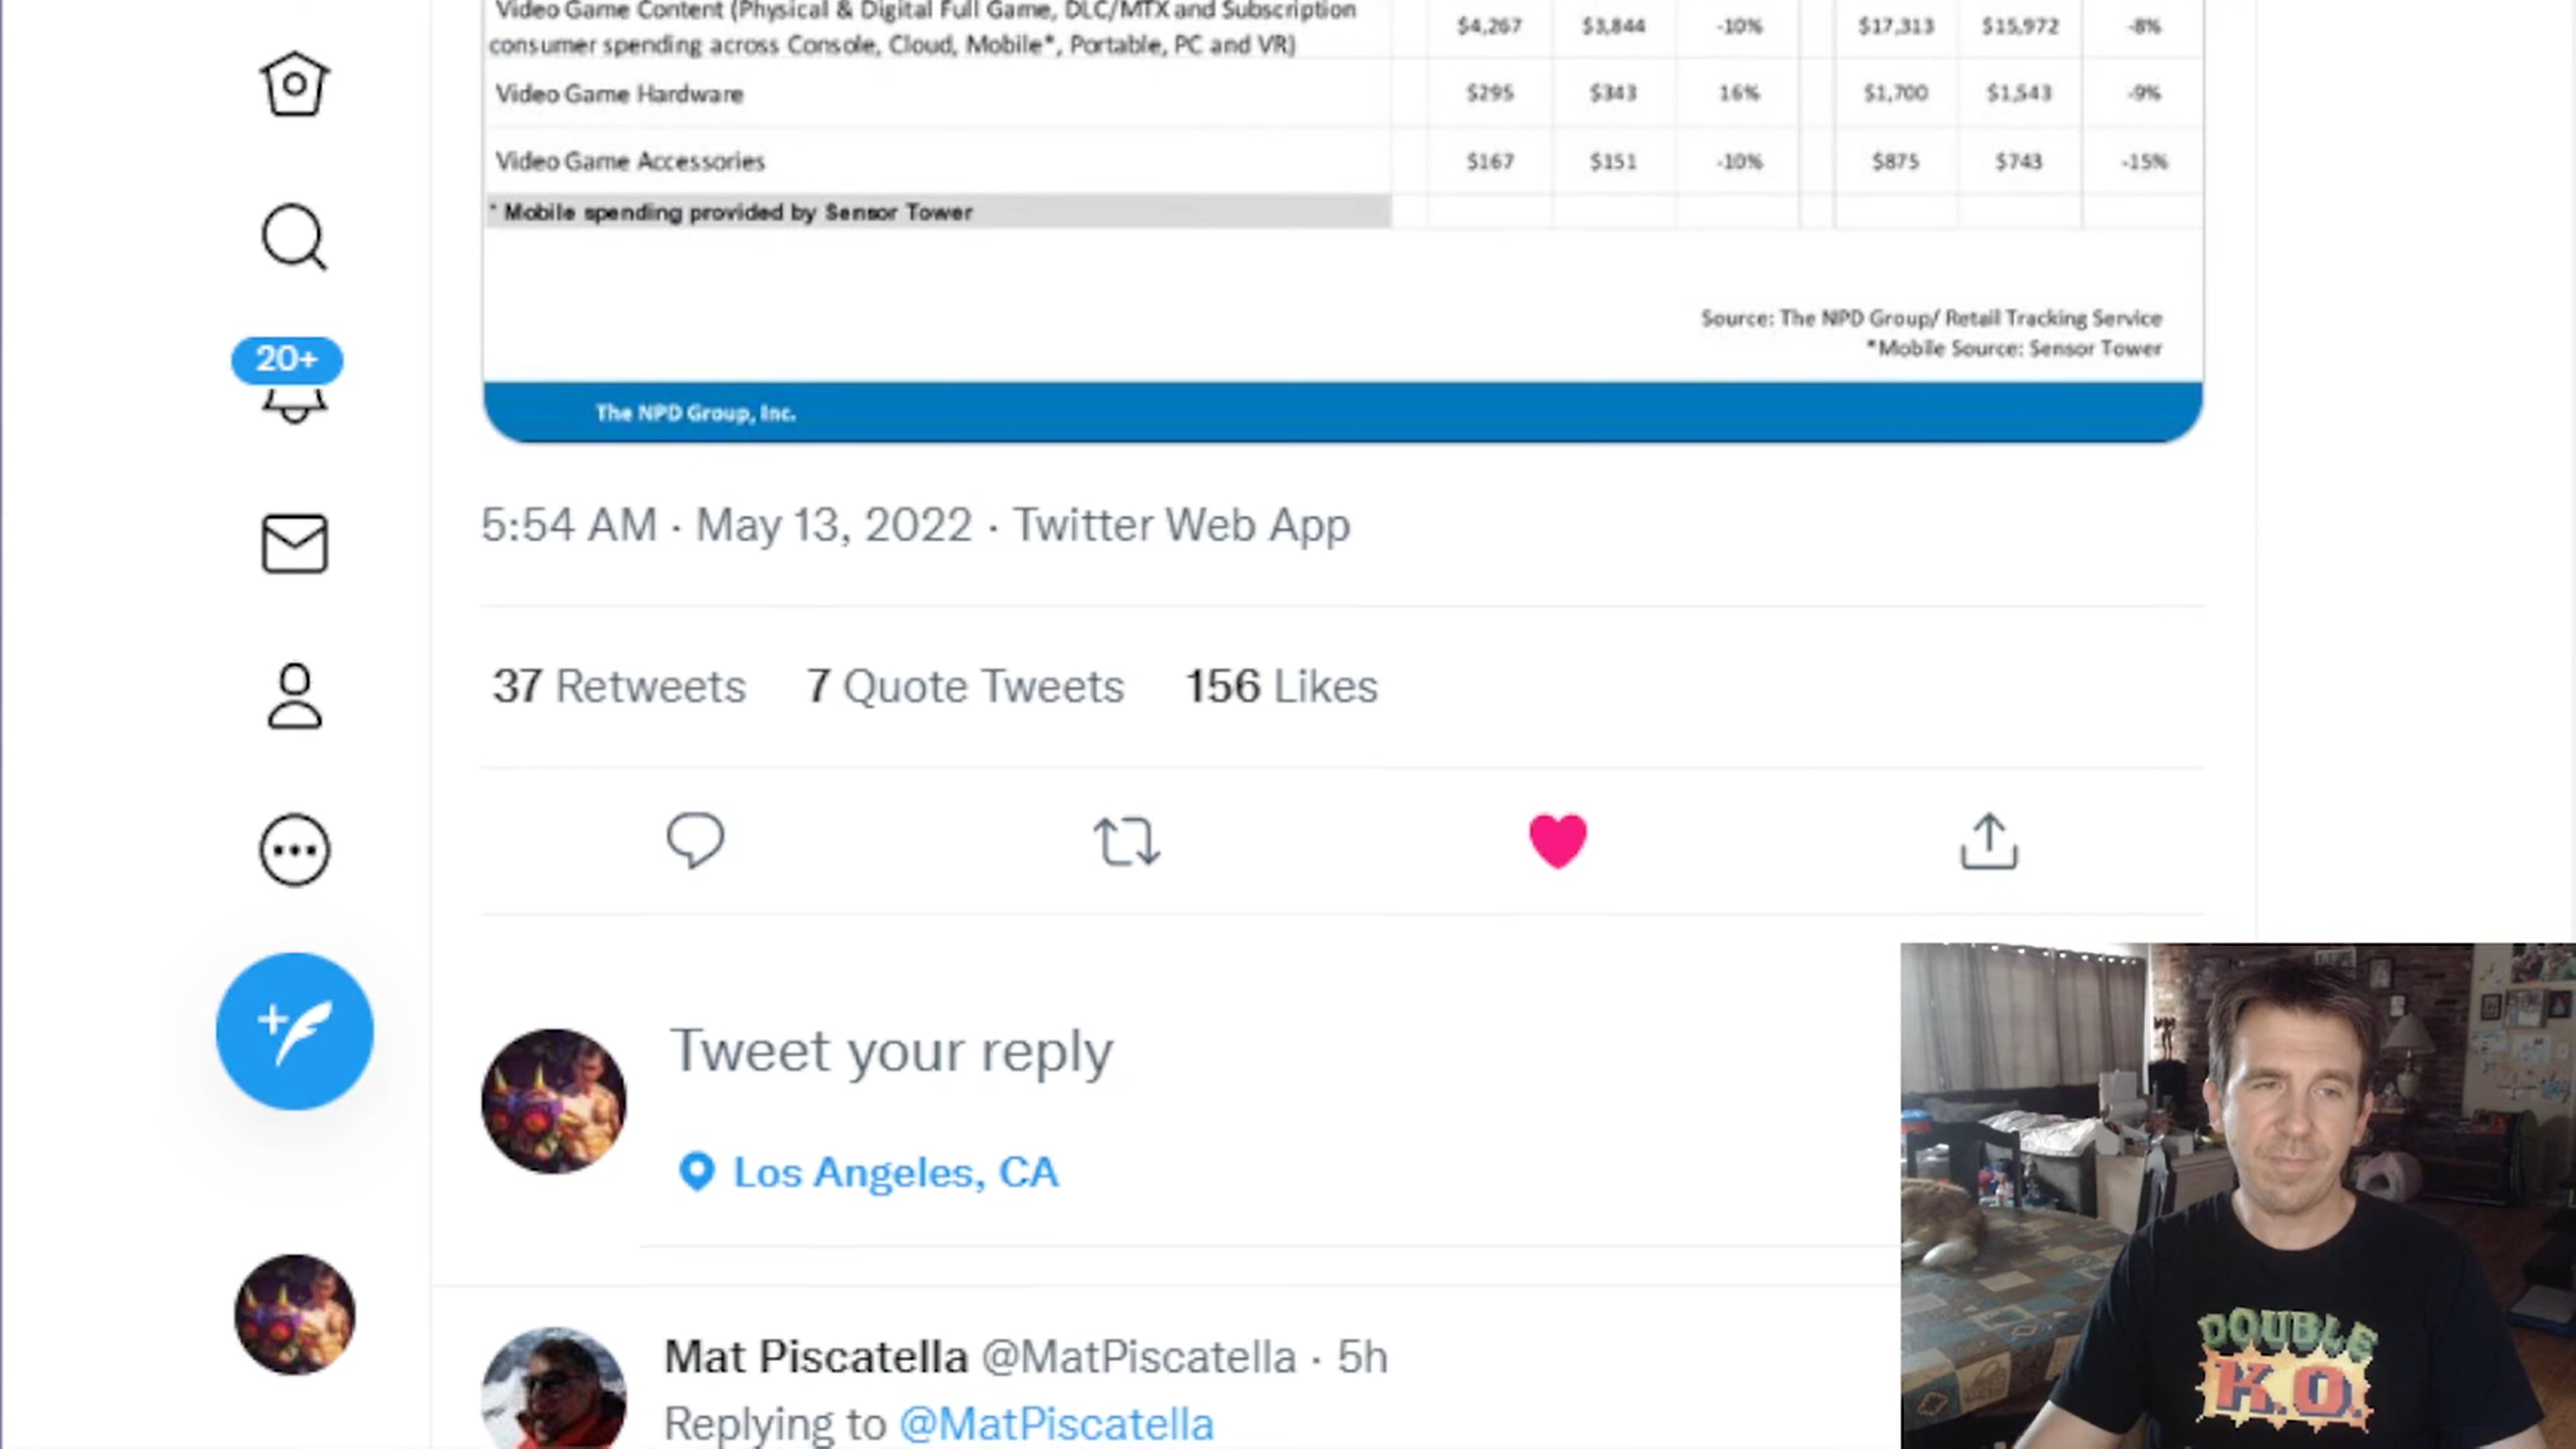 Video Game Content (Physical & Digital Full Game, DLC/MTX and Subscription
consumer spending across Console, Cloud, Mobile*, Portable, PC and VR) $4,267 $3,844 -10% $17,313 $15,972 -8%
Video Game Hardware $295 $343 16% $1,700 $1,543 -9%
Video Game Accessories $167 $151 -10% $875 $743 -15%
* Mobile spending provided by Sensor Tower
Source: The NPD Group/ Retail Tracking Service
*Mobile Source: Sensor Tower
20+
The NPD Group, Inc.
5:54 AM · May 13, 2022 · Twitter Web App
37 Retweets 7 Quote Tweets 156 Likes
Tweet your reply
Los Angeles, CA
Mat Piscatella @MatPiscatella · 5h
Replying to @MatPiscatella
DOUBLE
K.O.